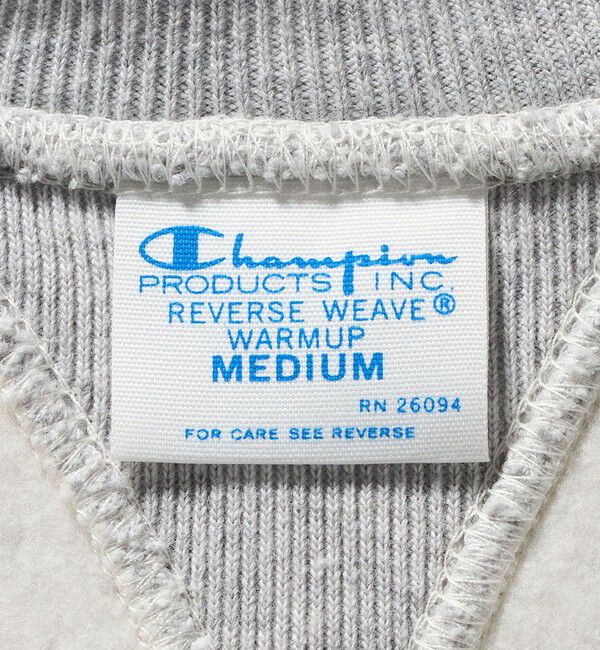 Champion
PRODUCTS INC.
REVERSE WEAVE®
WARMUP
MEDIUM
RN 26094
FOR CARE SEE REVERSE